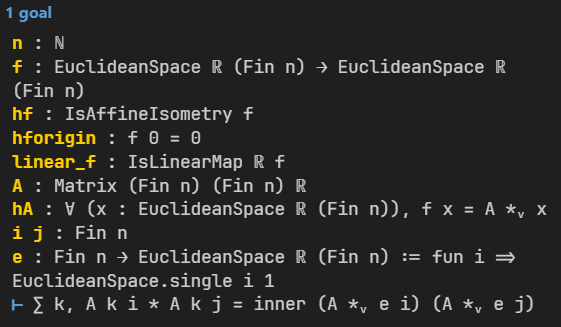 1 goal
n : ℕ
f : EuclideanSpace ℝ (Fin n) → EuclideanSpace ℝ
(Fin n)
hf : IsAffineIsometry f
hforigin : f 0 = 0
linear_f : IsLinearMap ℝ f
A : Matrix (Fin n) (Fin n) ℝ
hA : ∀ (x : EuclideanSpace ℝ (Fin n)), f x = A *ᵥ x
i j : Fin n
e : Fin n → EuclideanSpace ℝ (Fin n) := fun i ⇒
EuclideanSpace.single i 1
⊢ ∑ k, A k i * A k j = inner (A *ᵥ e i) (A *ᵥ e j)